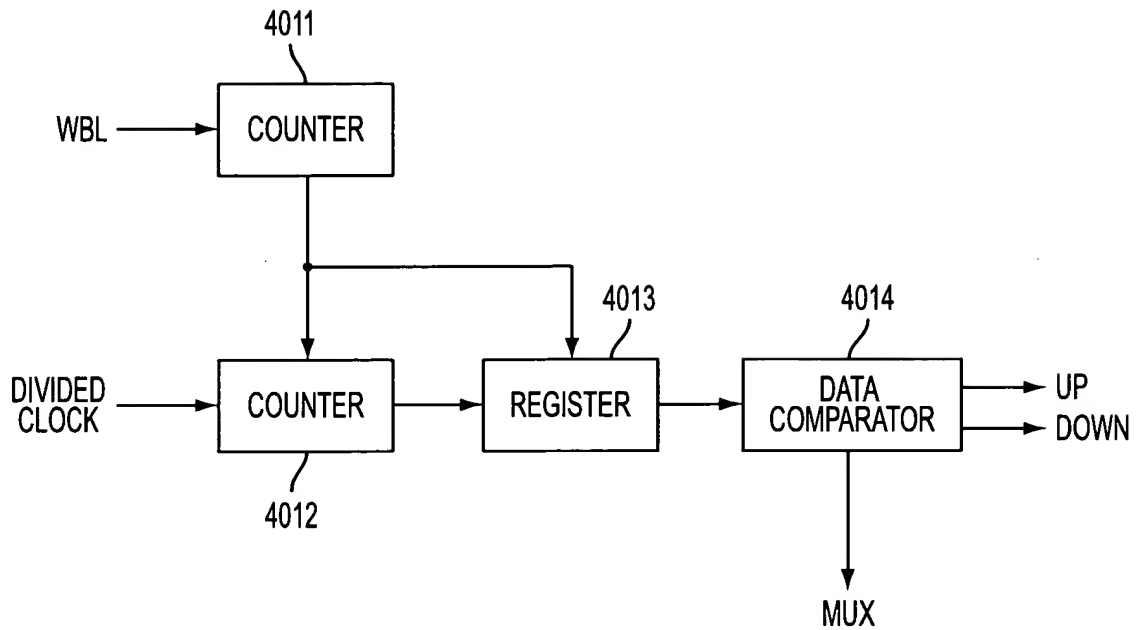 4011
COUNTER
WBL
4013
4014
DIVIDED
CLOCK
COUNTER
REGISTER
DATA
COMPARATOR
UP
DOWN
4012
MUX